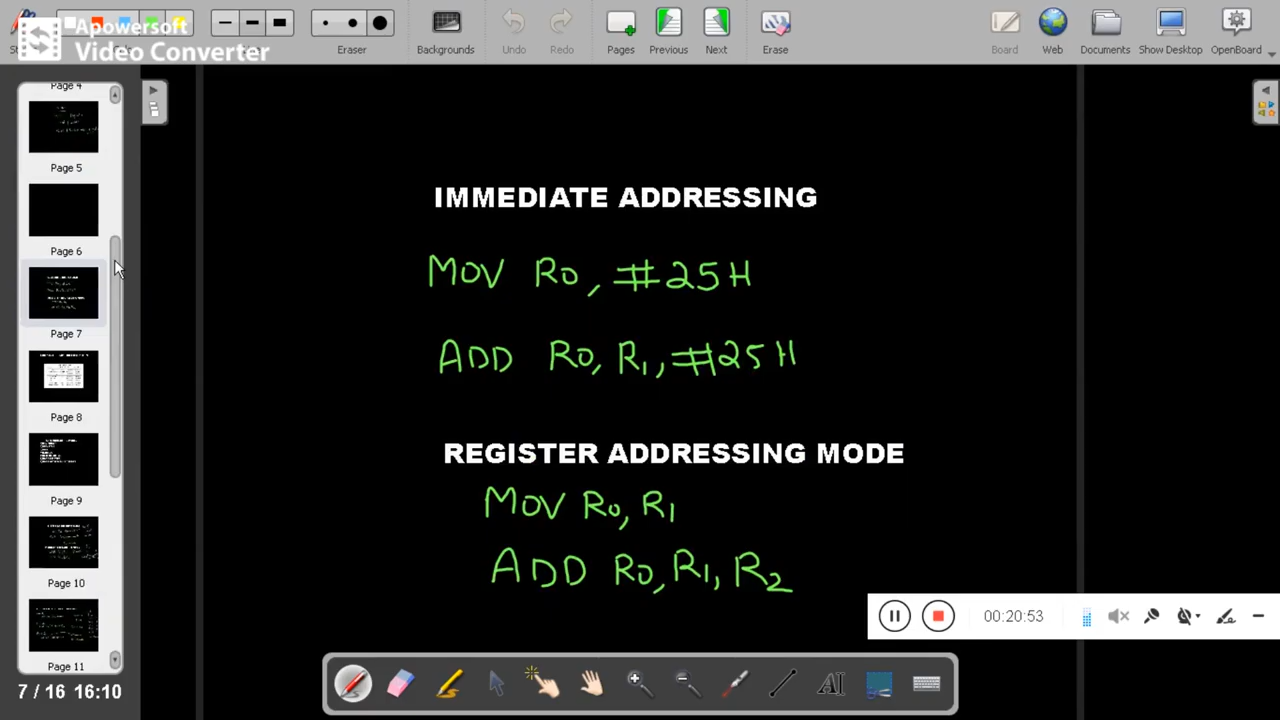 Apowersoft
Video Converter
Eraser
Backgrounds
Undo
Redo
Pages
Previous
Next
Erase
Board
Web
Documents
Show Desktop
OpenBoard
Page 4
Page 5
Page 6
Page 7
Page 8
Page 9
Page 10
Page 11
7 / 16 16:10
IMMEDIATE ADDRESSING
MOV R0, #25H
ADD R0, R1, #25H
REGISTER ADDRESSING MODE
MOV R0, R1
ADD R0, R1, R2
00:20:53